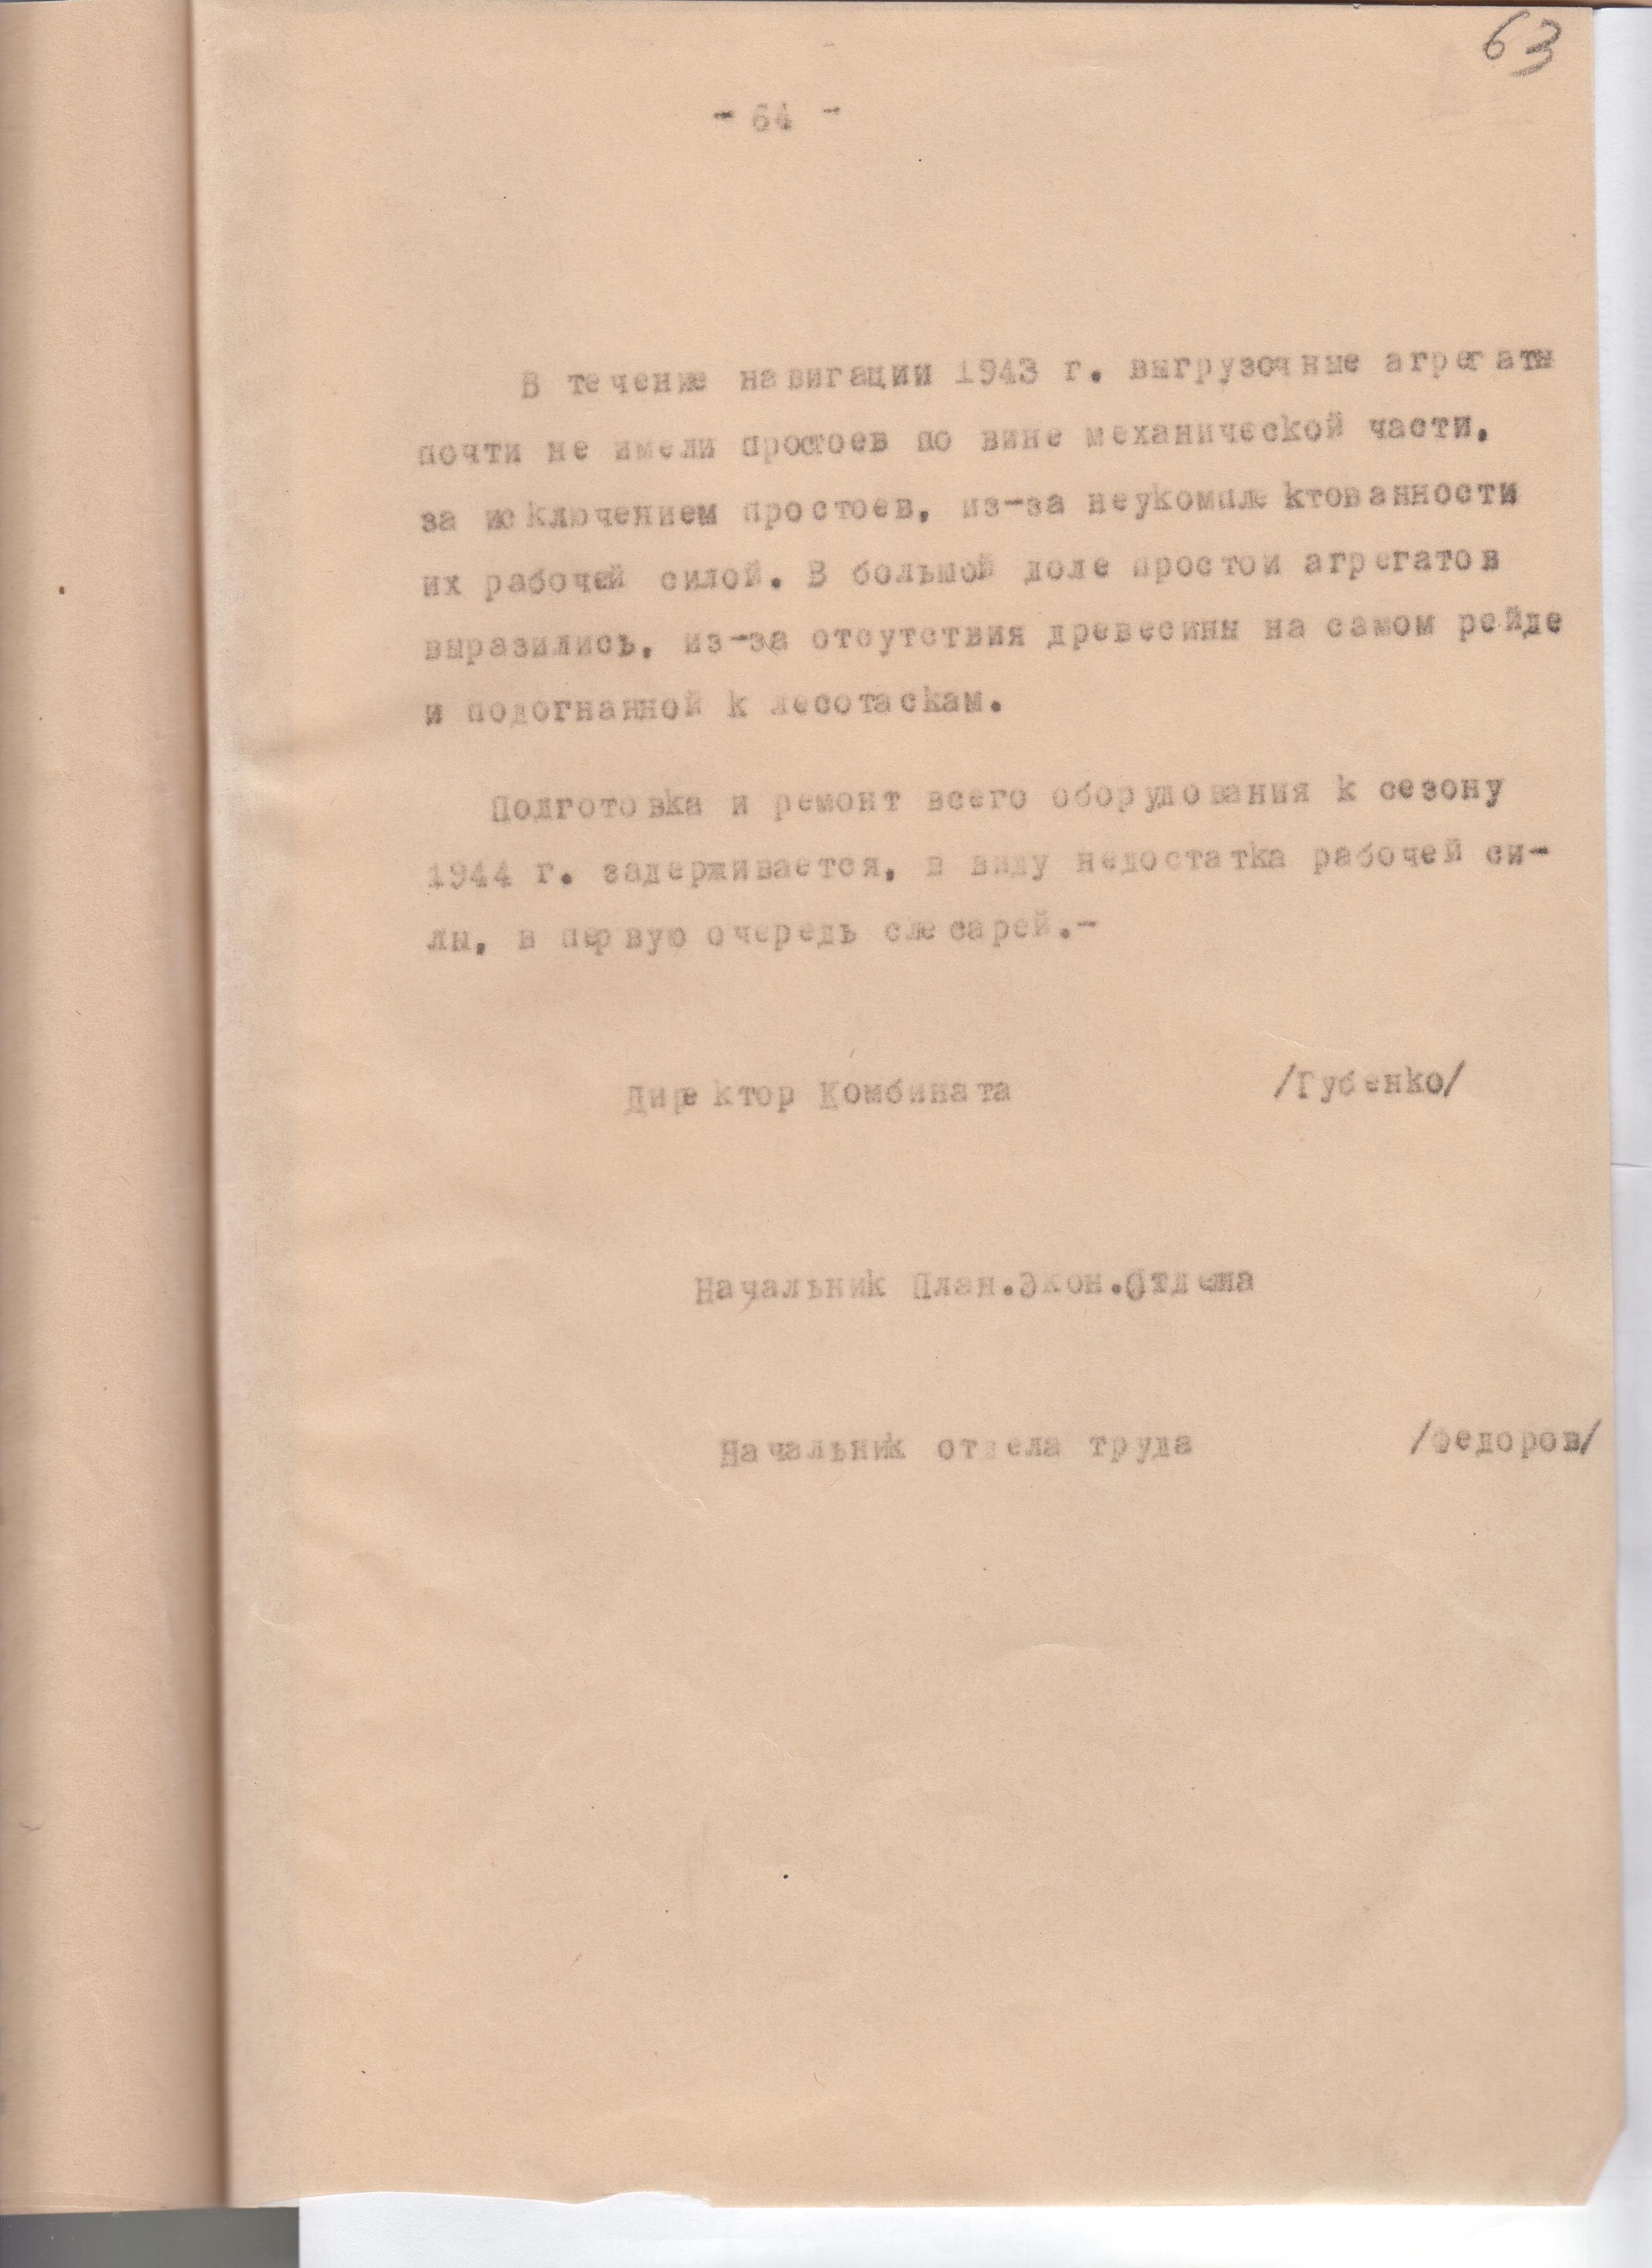 63
- 64 -
В течение навигации 1943 г. выгрузочные агрегаты
почти не имели простоев по вине механической части,
за исключением простоев, из-за неукомплектованности
их рабочей силой. В большой доле простои агрегатов
выразились, из-за отсутствия древесины на самом рейде
и подогнанной к лесотаскам.
Подготовка и ремонт всего оборудования к сезону
1944 г. задерживается, в виду недостатка рабочей си-
лы, в первую очередь слесарей.-
Директор Комбината /Губенко/
Начальник План.Экон.Отдела
Начальник отдела труда /Федоров/